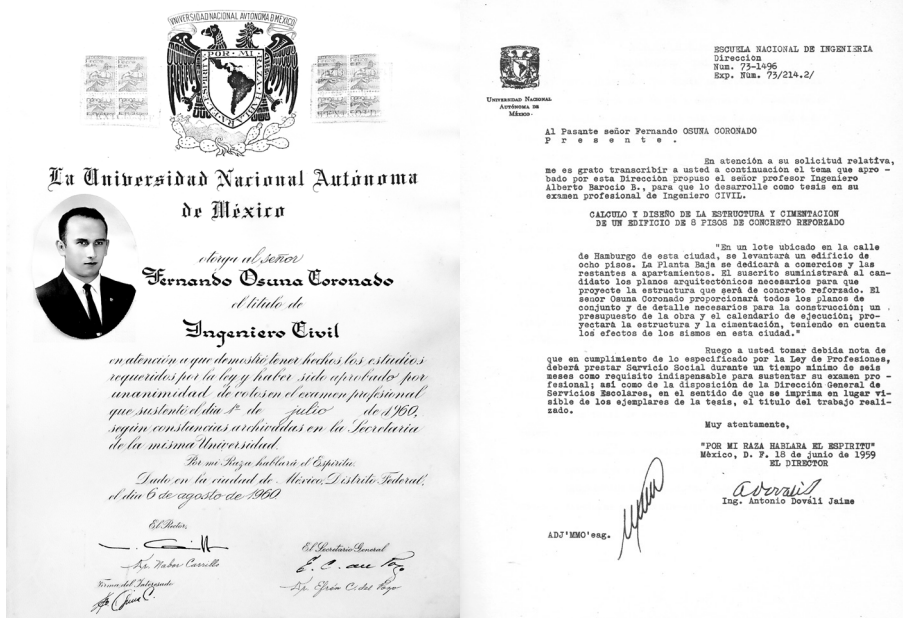 UNIVERSIDAD NACIONAL AVTONOMA D MEXICO
POR MI RAZA HABLARA EL ESPIRITV
La Universidad Nacional Autónoma
de México
otorga al señor
Fernando Osuna Coronado
el título de
Ingeniero Civil
en atención a que demostró tener hechos los estudios
requeridos por la ley y haber sido aprobado por
unanimidad de votos en el examen profesional
que sustentó el día 1º de julio de 1960,
según constancias archivadas en la Secretaría
de la misma Universidad.
Por mi Raza hablará el Espíritu.
Dado en la ciudad de México, Distrito Federal,
el día 6 de agosto de 1960
El Rector,
Dr. Nabor Carrillo
Firma del Interesado
El Secretario General
Dr. Efrén C. del Pozo
ESCUELA NACIONAL DE INGENIERIA
Dirección
Núm. 73-1496
Exp. Núm. 73/214.2/
UNIVERSIDAD NACIONAL
AUTÓNOMA DE
MÉXICO
Al Pasante señor Fernando OSUNA CORONADO
P r e s e n t e .
En atención a su solicitud relativa,
me es grato transcribir a usted a continuación el tema que apro-
bado por esta Dirección propuso el señor profesor Ingeniero
Alberto Barocio B., para que lo desarrolle como tesis en su
examen profesional de Ingeniero CIVIL.
CALCULO Y DISEÑO DE LA ESTRUCTURA Y CIMENTACION
DE UN EDIFICIO DE 8 PISOS DE CONCRETO REFORZADO
"En un lote ubicado en la calle
de Hamburgo de esta ciudad, se levantará un edificio de
ocho pisos. La Planta Baja se dedicará a comercios y las
restantes a apartamentos. El suscrito suministrará al can-
didato los planos arquitectónicos necesarios para que
proyecte la estructura que será de concreto reforzado. El
señor Osuna Coronado proporcionará todos los planos de
conjunto y de detalle necesarios para la construcción; un
presupuesto de la obra y el calendario de ejecución; pro-
yectará la estructura y la cimentación, teniendo en cuenta
los efectos de los sismos en esta ciudad."
Ruego a usted tomar debida nota de
que en cumplimiento de lo especificado por la Ley de Profesiones,
deberá prestar Servicio Social durante un tiempo mínimo de seis
meses como requisito indispensable para sustentar su examen pro-
fesional; así como de la disposición de la Dirección General de
Servicios Escolares, en el sentido de que se imprima en lugar vi-
sible de los ejemplares de la tesis, el título del trabajo reali-
zado.
Muy atentamente,
"POR MI RAZA HABLARA EL ESPIRITU"
México, D. F. 18 de junio de 1959
EL DIRECTOR
Ing. Antonio Dovalí Jaime
ADJ'MMO'eag.